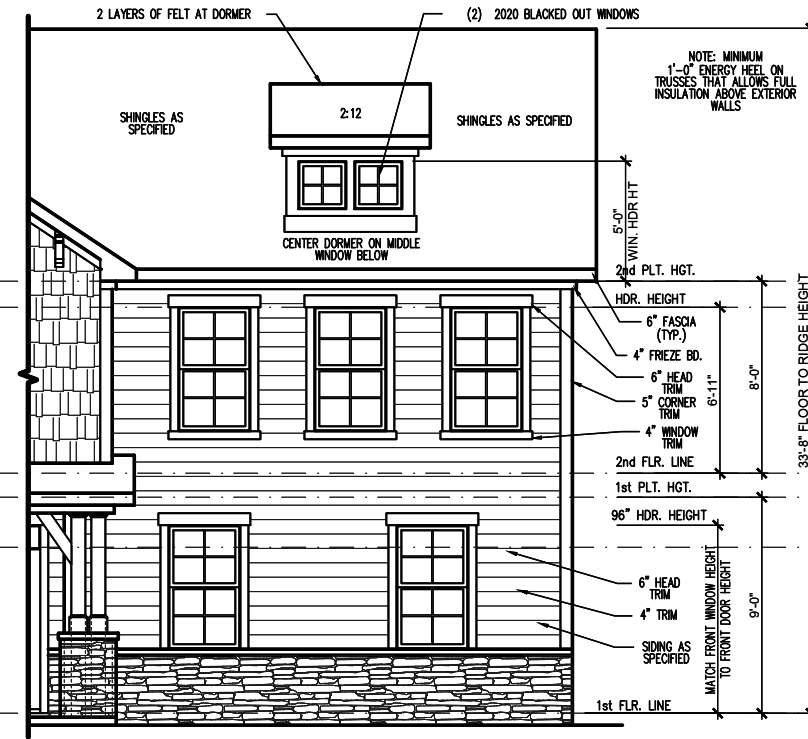 2 LAYERS OF FELT AT DORMER
(2) 2020 BLACKED OUT WINDOWS
NOTE: MINIMUM
1'-0" ENERGY HEEL ON
TRUSSES THAT ALLOWS FULL
INSULATION ABOVE EXTERIOR
WALLS
SHINGLES AS
SPECIFIED
2:12
SHINGLES AS SPECIFIED
5'-0"
WIN. HDR HT
CENTER DORMER ON MIDDLE
WINDOW BELOW
2nd PLT. HGT.
HDR. HEIGHT
6" FASCIA
(TYP.)
4" FRIEZE BD.
6" HEAD
TRIM
5" CORNER
TRIM
4" WINDOW
TRIM
6'-11"
8'-0"
33'-8" FLOOR TO RIDGE HEIGHT
2nd FLR. LINE
1st PLT. HGT.
96" HDR. HEIGHT
6" HEAD
TRIM
4" TRIM
SIDING AS
SPECIFIED
MATCH FRONT WINDOW HEIGHT
TO FRONT DOOR HEIGHT
9'-0"
1st FLR. LINE